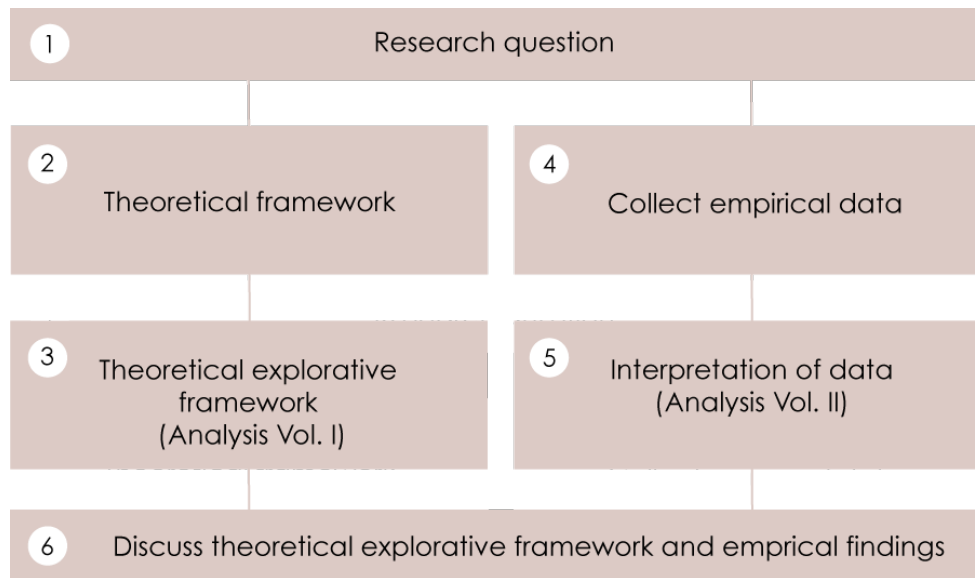 1 Research question
2 Theoretical framework
3 Theoretical explorative
framework
(Analysis Vol. I)
4 Collect empirical data
5 Interpretation of data
(Analysis Vol. II)
6 Discuss theoretical explorative framework and emprical findings